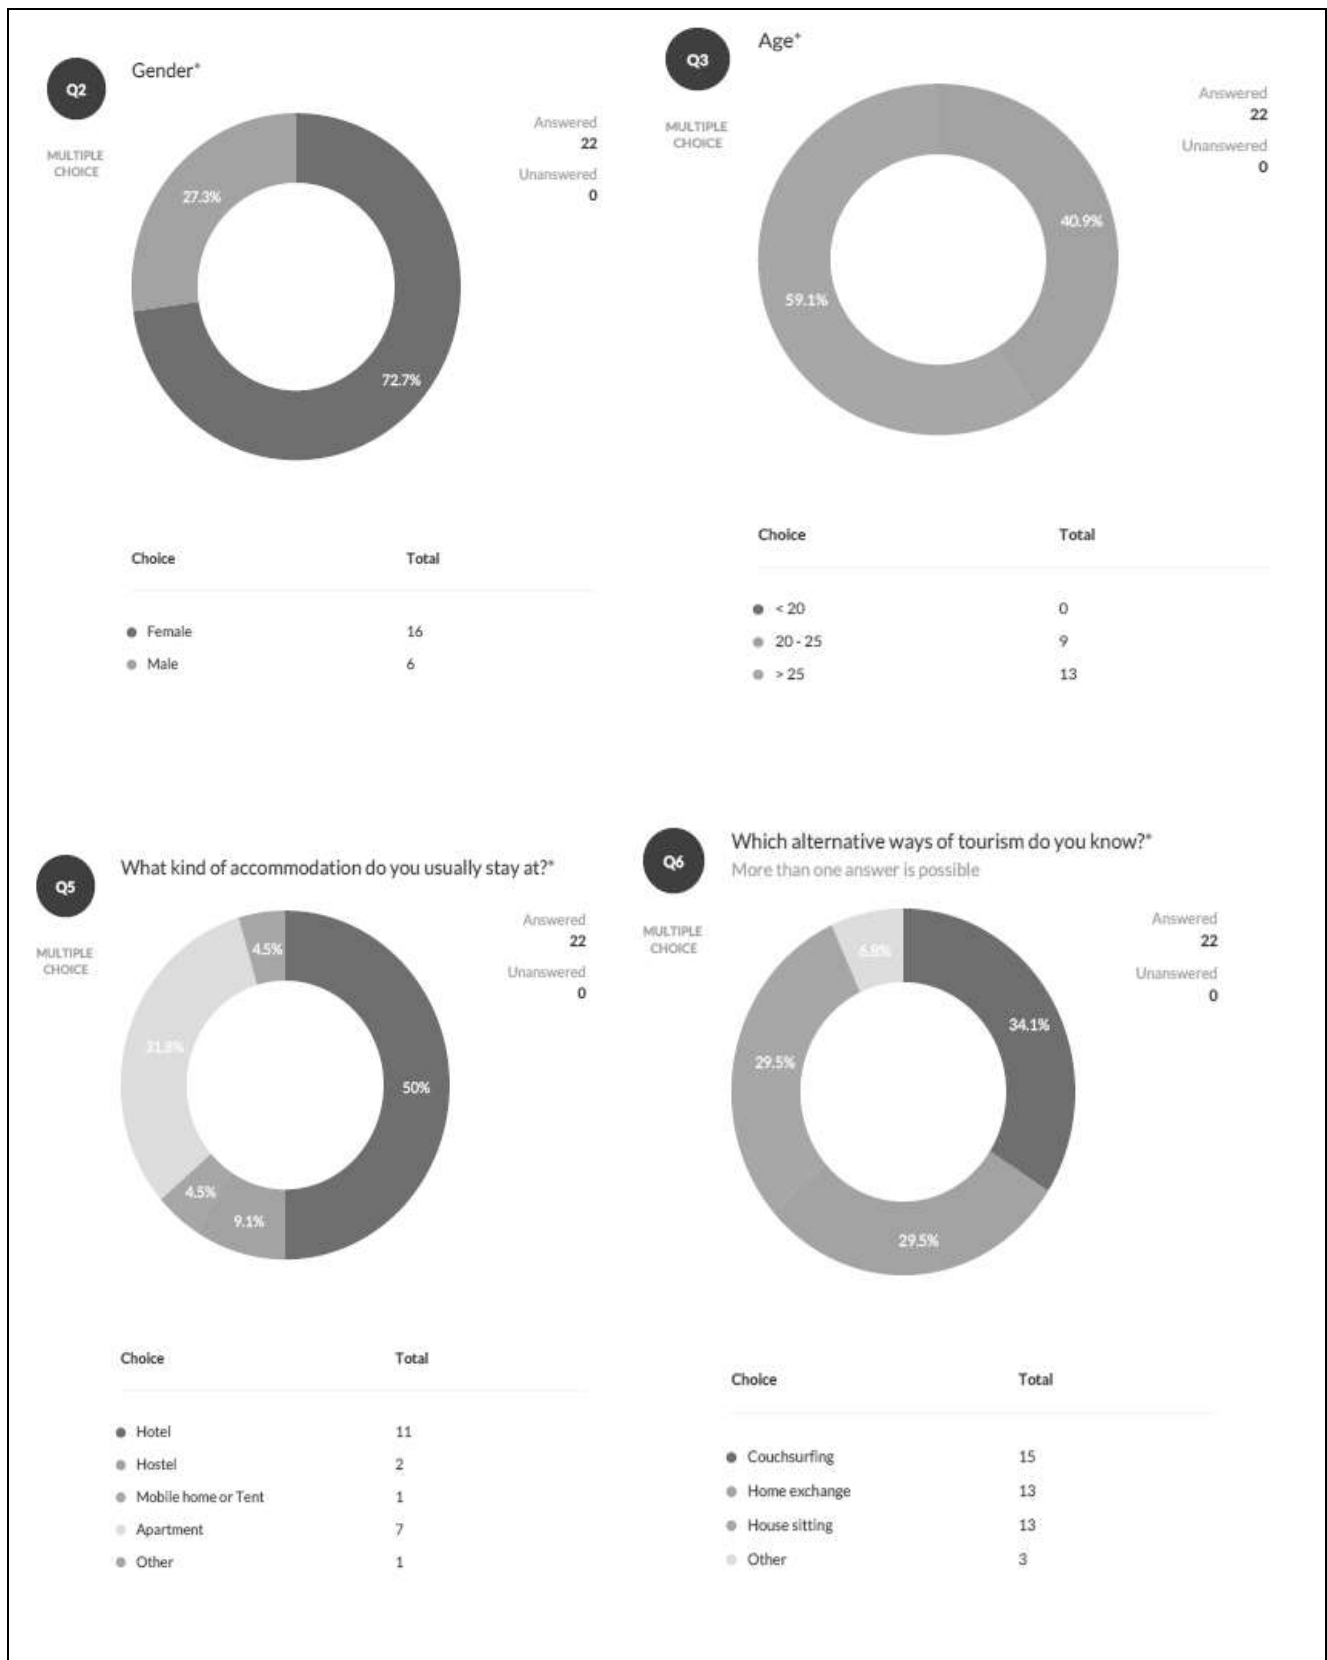 Q2
Gender*
MULTIPLE
CHOICE
Answered
22
Unanswered
0
27.3%
72.7%
Choice Total
Female 16
Male 6
Q3
Age*
MULTIPLE
CHOICE
Answered
22
Unanswered
0
40.9%
59.1%
Choice Total
< 20 0
20 - 25 9
> 25 13
Q5
What kind of accommodation do you usually stay at?*
MULTIPLE
CHOICE
Answered
22
Unanswered
0
4.5%
31.8%
50%
4.5%
9.1%
Choice Total
Hotel 11
Hostel 2
Mobile home or Tent 1
Apartment 7
Other 1
Q6
Which alternative ways of tourism do you know?*
More than one answer is possible
MULTIPLE
CHOICE
Answered
22
Unanswered
0
6.8%
34.1%
29.5%
29.5%
Choice Total
Couchsurfing 15
Home exchange 13
House sitting 13
Other 3